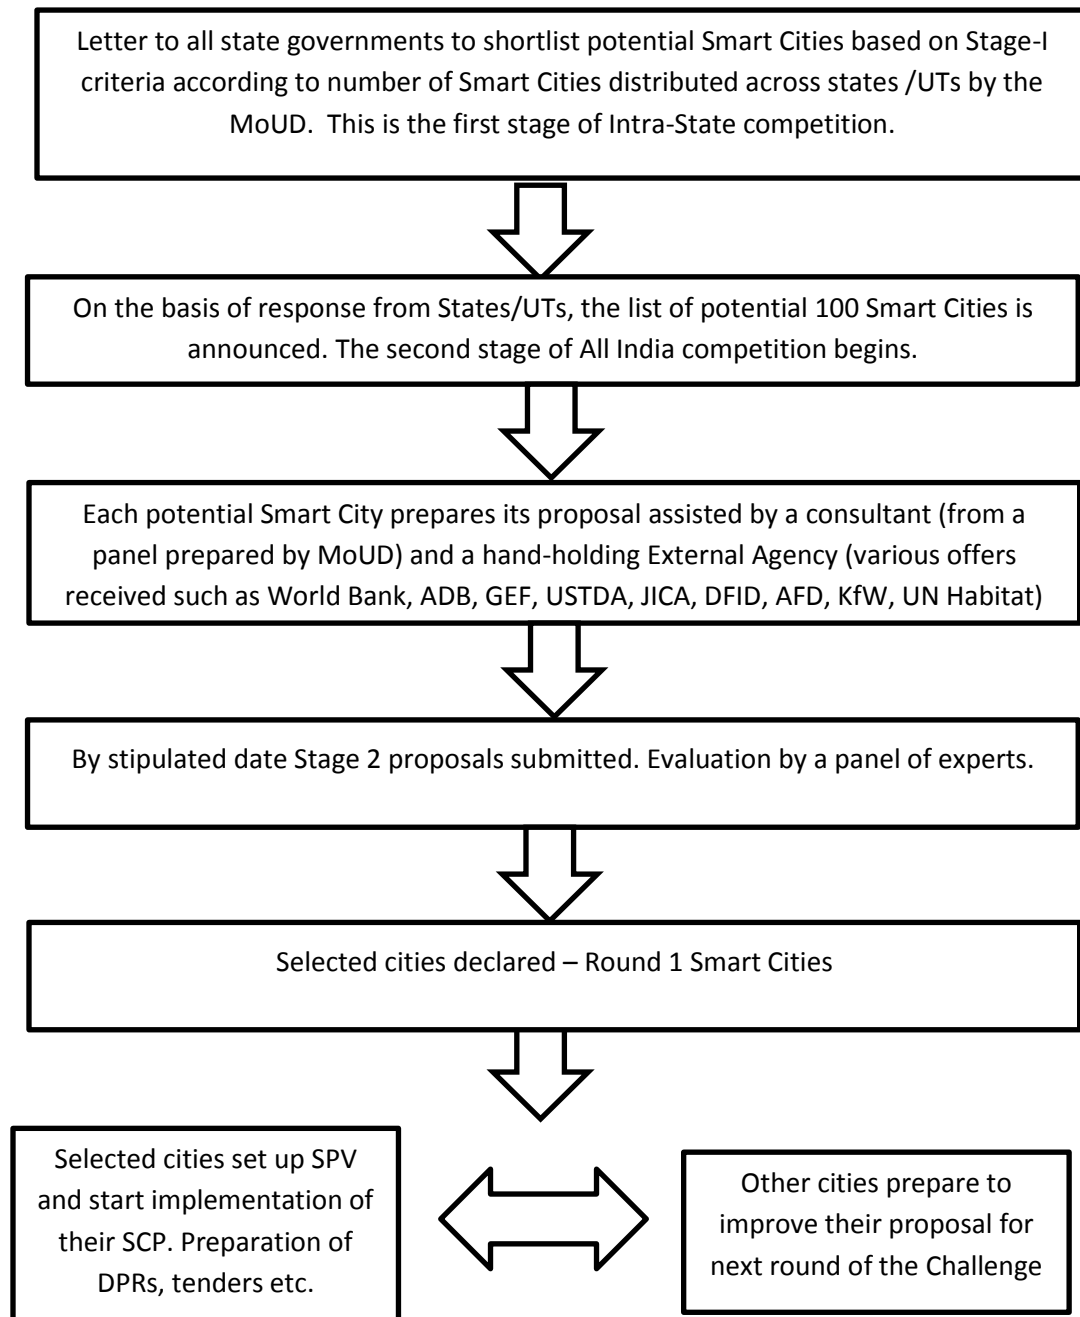 Letter to all state governments to shortlist potential Smart Cities based on Stage-I
criteria according to number of Smart Cities distributed across states /UTs by the
MoUD.  This is the first stage of Intra-State competition.
On the basis of response from States/UTs, the list of potential 100 Smart Cities is
announced. The second stage of All India competition begins.
Each potential Smart City prepares its proposal assisted by a consultant (from a
panel prepared by MoUD) and a hand-holding External Agency (various offers
received such as World Bank, ADB, GEF, USTDA, JICA, DFID, AFD, KfW, UN Habitat)
By stipulated date Stage 2 proposals submitted. Evaluation by a panel of experts.
Selected cities declared – Round 1 Smart Cities
Selected cities set up SPV
and start implementation of
their SCP. Preparation of
DPRs, tenders etc.
Other cities prepare to
improve their proposal for
next round of the Challenge